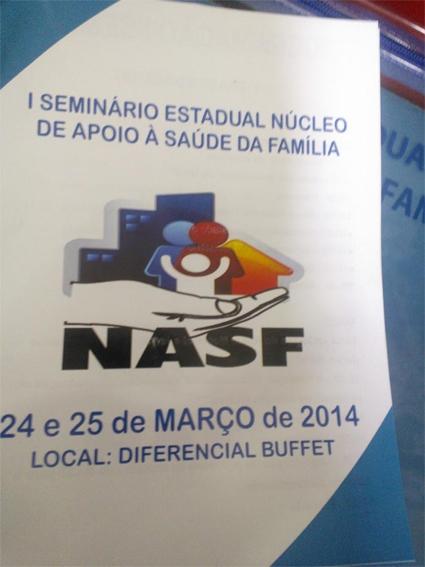 I SEMINÁRIO ESTADUAL NÚCLEO
DE APOIO À SAÚDE DA FAMÍLIA
NASF
24 e 25 de MARÇO de 2014
LOCAL: DIFERENCIAL BUFFET